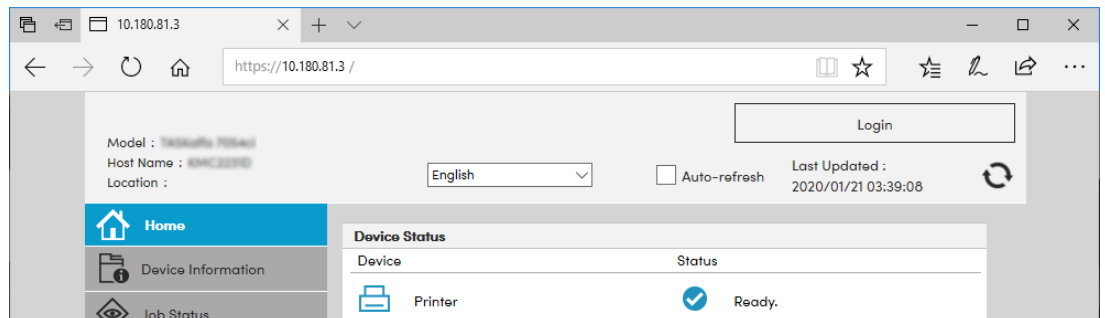 10.180.81.3
https://10.180.81.3 /
Login
Model :
Host Name :
Location :
English
Auto-refresh
Last Updated :
2020/01/21 03:39:08
Home
Device Information
Job Status
Device Status
Device Status
Printer Ready.